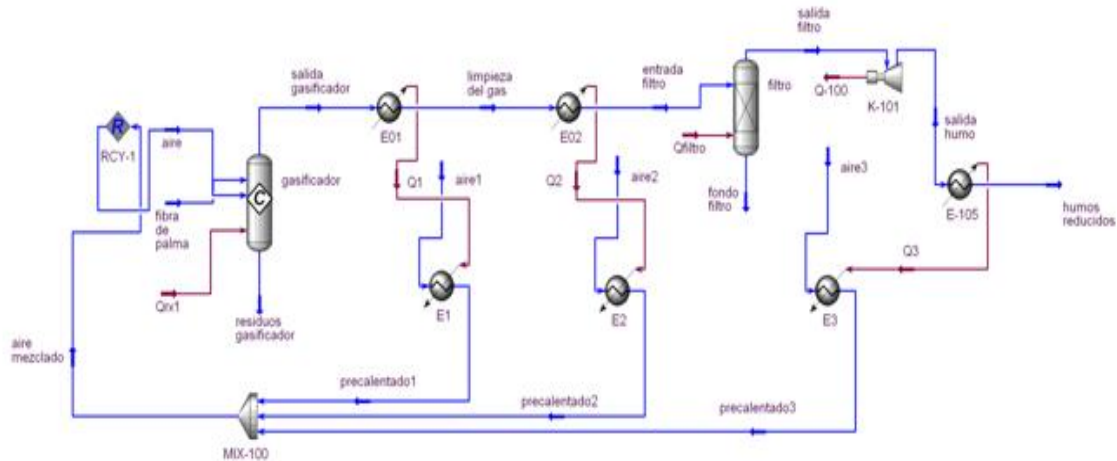 salida
filtro
salida
gasificador
limpieza
del gas
entrada
filtro
filtro
Q-100
K-101
R
RCY-1
aire
E01
E02
Qfiltro
salida
humo
gasificador
C
Q1
aire1
Q2
aire2
aire3
fondo
filtro
E-105
humos
reducidos
fibra
de
palma
Q3
Qrx1
E1
E2
E3
residuos
gasificador
aire
mezclado
precalentado1
precalentado2
precalentado3
MIX-100